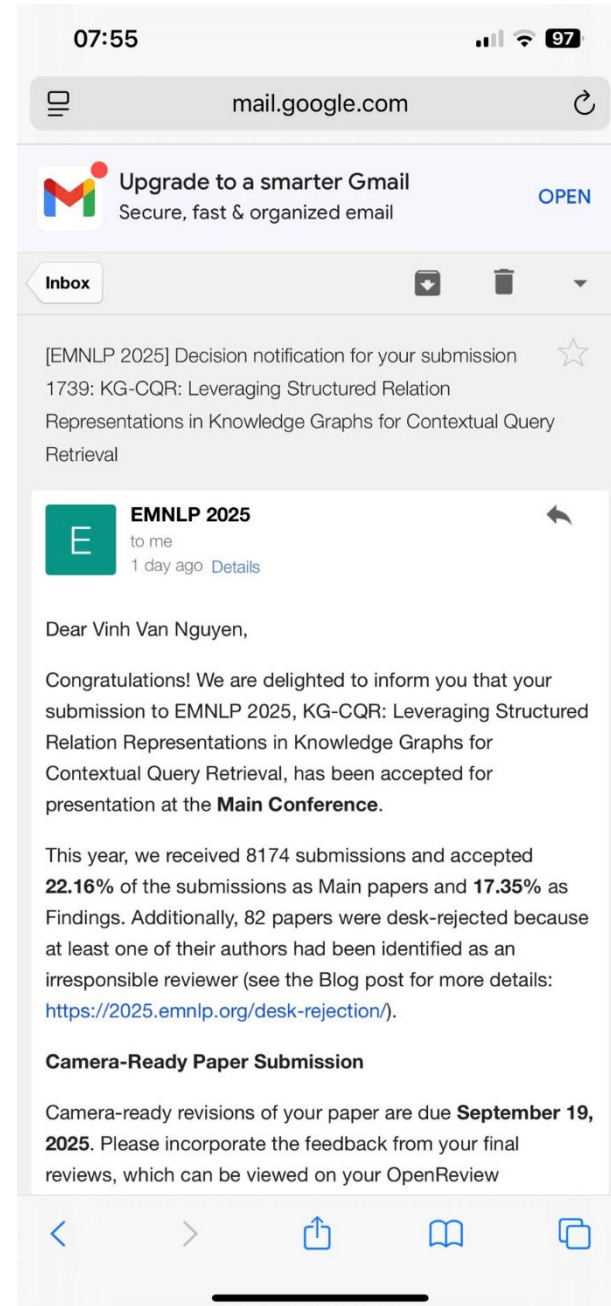 07:55
97
mail.google.com
Upgrade to a smarter Gmail
Secure, fast & organized email
OPEN
Inbox
[EMNLP 2025] Decision notification for your submission
1739: KG-CQR: Leveraging Structured Relation
Representations in Knowledge Graphs for Contextual Query
Retrieval
E
EMNLP 2025
to me
1 day ago Details
Dear Vinh Van Nguyen,
Congratulations! We are delighted to inform you that your
submission to EMNLP 2025, KG-CQR: Leveraging Structured
Relation Representations in Knowledge Graphs for
Contextual Query Retrieval, has been accepted for
presentation at the Main Conference.
This year, we received 8174 submissions and accepted
22.16% of the submissions as Main papers and 17.35% as
Findings. Additionally, 82 papers were desk-rejected because
at least one of their authors had been identified as an
irresponsible reviewer (see the Blog post for more details:
https://2025.emnlp.org/desk-rejection/).
Camera-Ready Paper Submission
Camera-ready revisions of your paper are due September 19,
2025. Please incorporate the feedback from your final
reviews, which can be viewed on your OpenReview